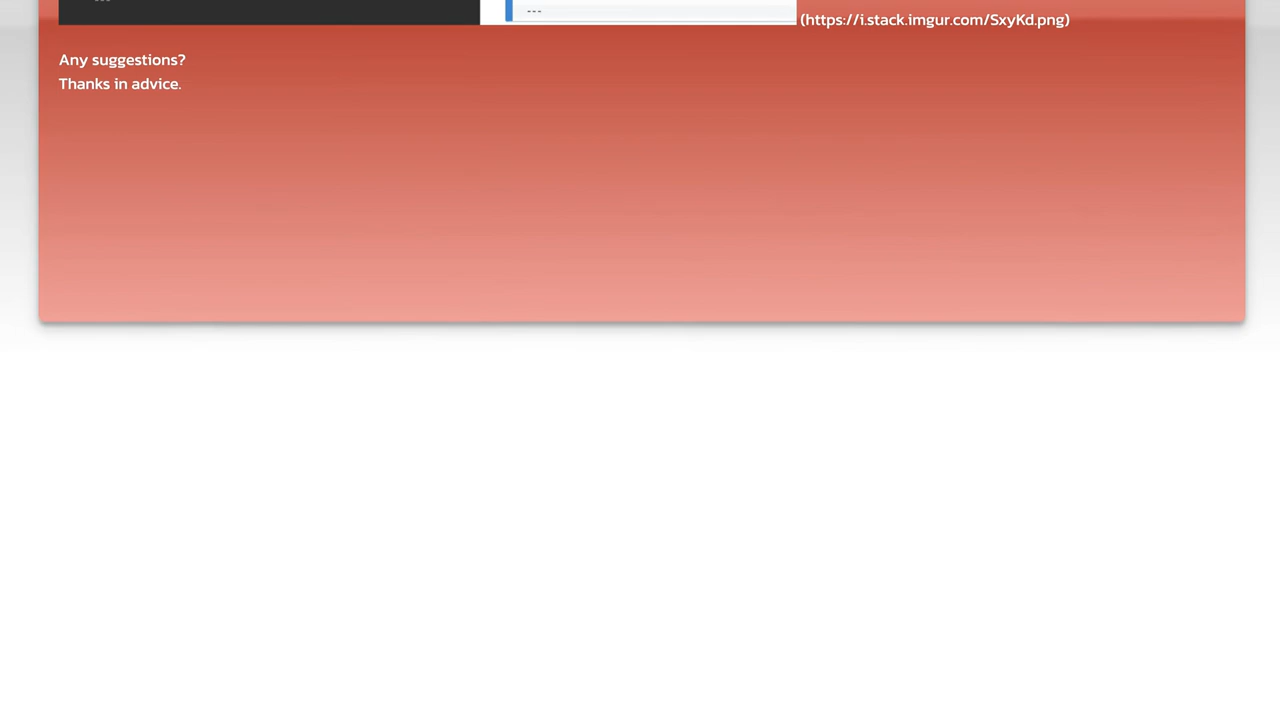 ---
---
(https://i.stack.imgur.com/SxyKd.png)
Any suggestions?
Thanks in advice.